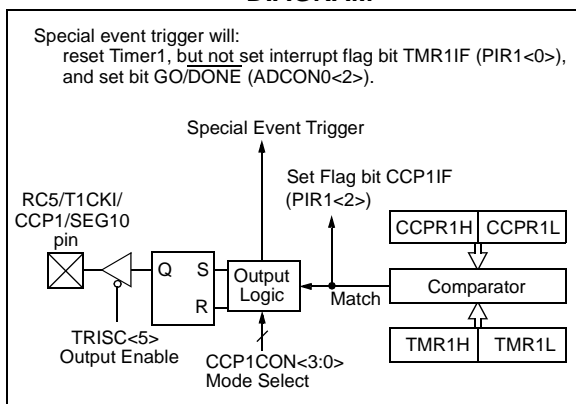 DIAGRAM
Special event trigger will:
reset Timer1, but not set interrupt flag bit TMR1IF (PIR1<0>),
and set bit GO/DONE (ADCON0<2>).
Special Event Trigger
Set Flag bit CCP1IF
(PIR1<2>)
RC5/T1CKI/
CCP1/SEG10
pin
CCPR1H CCPR1L
Q S
R
Output
Logic
Match
Comparator
TRISC<5>
Output Enable
CCP1CON<3:0>
Mode Select
TMR1H TMR1L